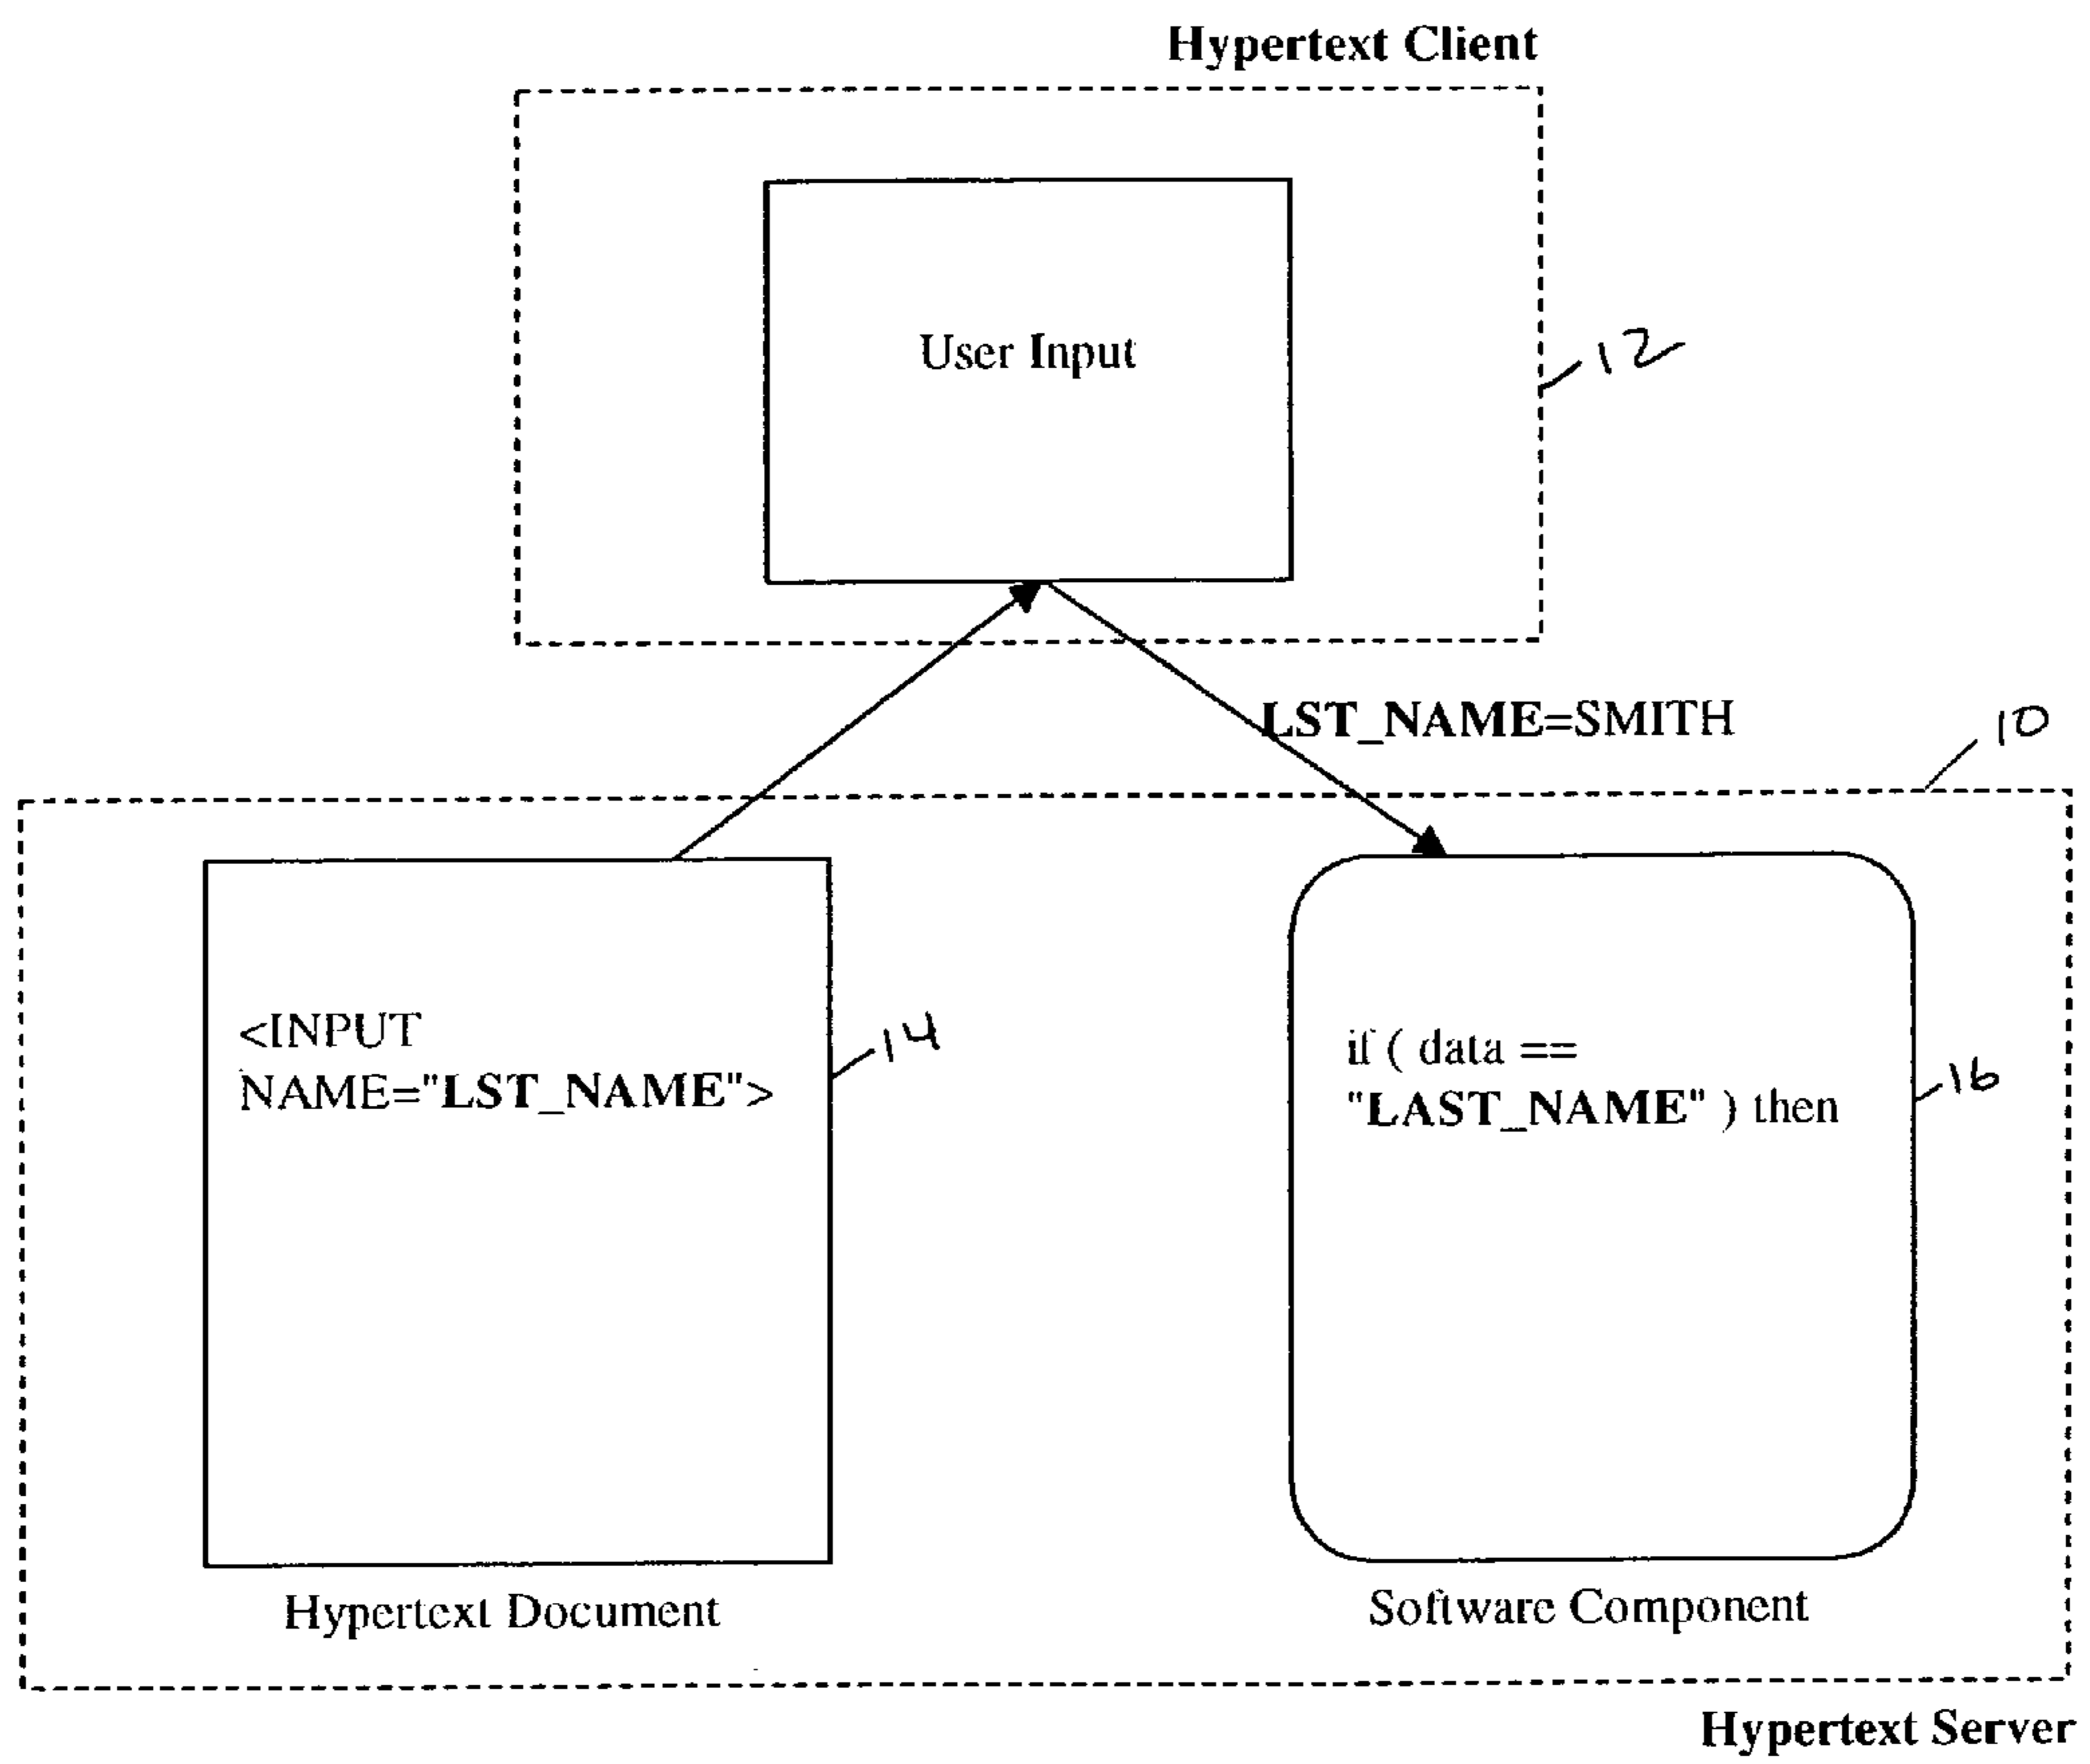 Hypertext Client
User Input
12
LST_NAME=SMITH
10
<INPUT
NAME="LST_NAME">
14
if ( data ==
"LAST_NAME" ) then
16
Hypertext Document
Software Component
Hypertext Server